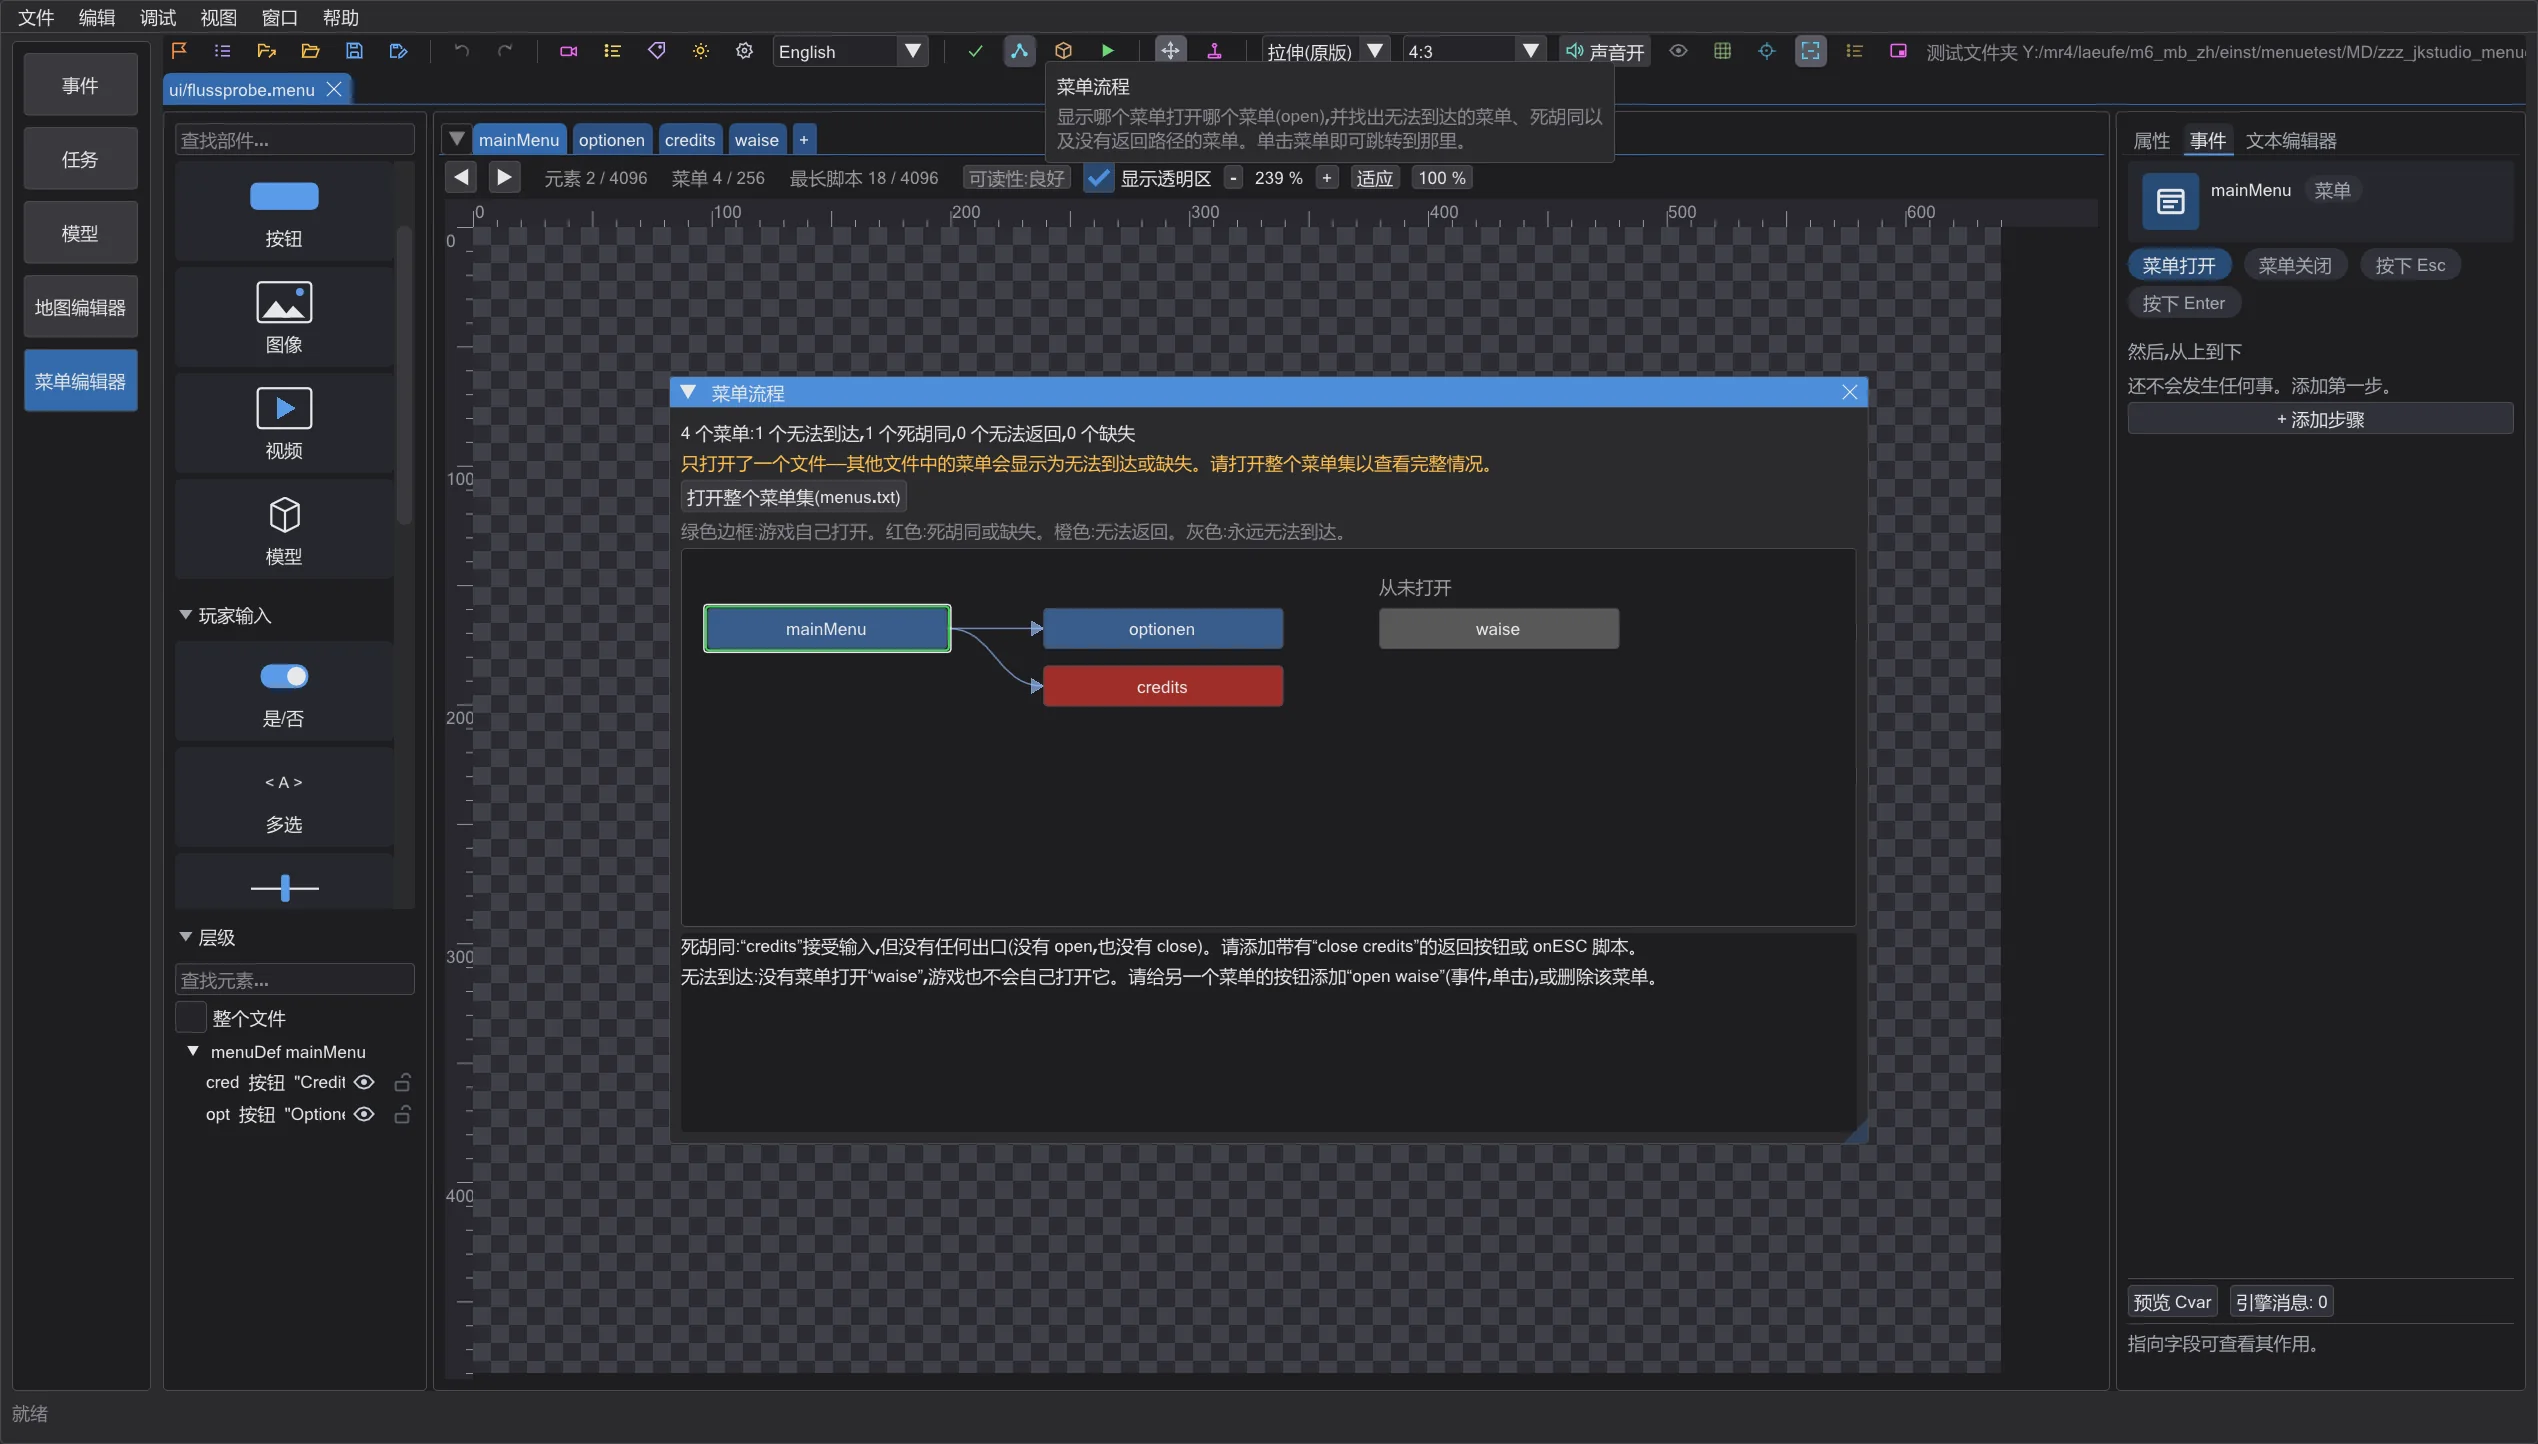 文件 编辑 调试 视图 窗口 帮助
English
拉伸(原版)
4:3
声音开
测试文件夹 Y:/mr4/laeufe/m6_mb_zh/einst/menuetest/MD/zzz_jkstudio_menu
事件
任务
模型
地图编辑器
菜单编辑器
ui/flussprobe.menu
菜单流程
显示哪个菜单打开哪个菜单(open),并找出无法到达的菜单、死胡同以
及没有返回路径的菜单。单击菜单即可跳转到那里。
查找部件...
按钮
图像
视频
模型
玩家输入
是/否
< A >
多选
层级
查找元素...
整个文件
menuDef mainMenu
cred 按钮 "Credit
opt 按钮 "Optione
mainMenu optionen credits waise +
元素 2 / 4096 菜单 4 / 256 最长脚本 18 / 4096 可读性:良好 显示透明区 - 239 % + 适应 100 %
0 100 200 300 400 500 600
0
100
200
300
400
菜单流程
4 个菜单:1 个无法到达,1 个死胡同,0 个无法返回,0 个缺失
只打开了一个文件—其他文件中的菜单会显示为无法到达或缺失。请打开整个菜单集以查看完整情况。
打开整个菜单集(menus.txt)
绿色边框:游戏自己打开。红色:死胡同或缺失。橙色:无法返回。灰色:永远无法到达。
从未打开
mainMenu optionen waise
credits
死胡同:“credits”接受输入,但没有任何出口(没有 open,也没有 close)。请添加带有“close credits”的返回按钮或 onESC 脚本。
无法到达:没有菜单打开“waise”,游戏也不会自己打开它。请给另一个菜单的按钮添加“open waise”(事件,单击),或删除该菜单。
属性 事件 文本编辑器
mainMenu 菜单
菜单打开 菜单关闭 按下 Esc
按下 Enter
然后,从上到下
还不会发生任何事。添加第一步。
+ 添加步骤
预览 Cvar 引擎消息: 0
指向字段可查看其作用。
就绪